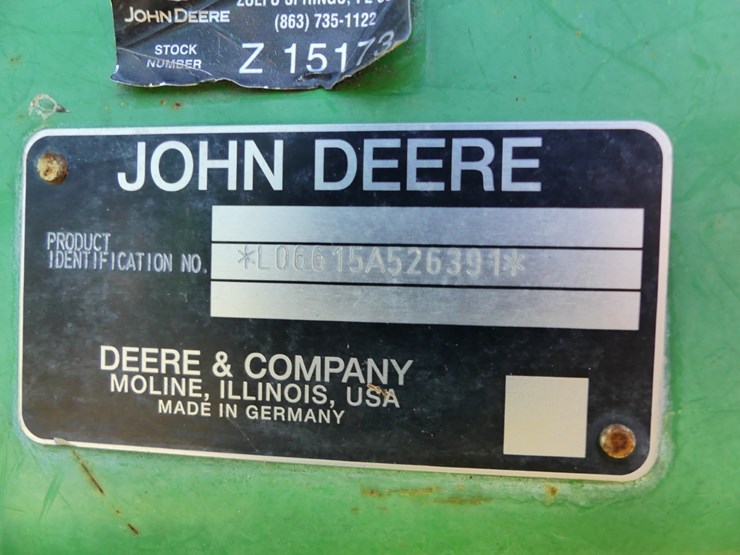 JOHN DEERE
(863) 735-1122
STOCK
NUMBER
Z 15173
JOHN DEERE
PRODUCT
IDENTIFICATION NO.
*L06615A526391*
DEERE & COMPANY
MOLINE, ILLINOIS, USA
MADE IN GERMANY